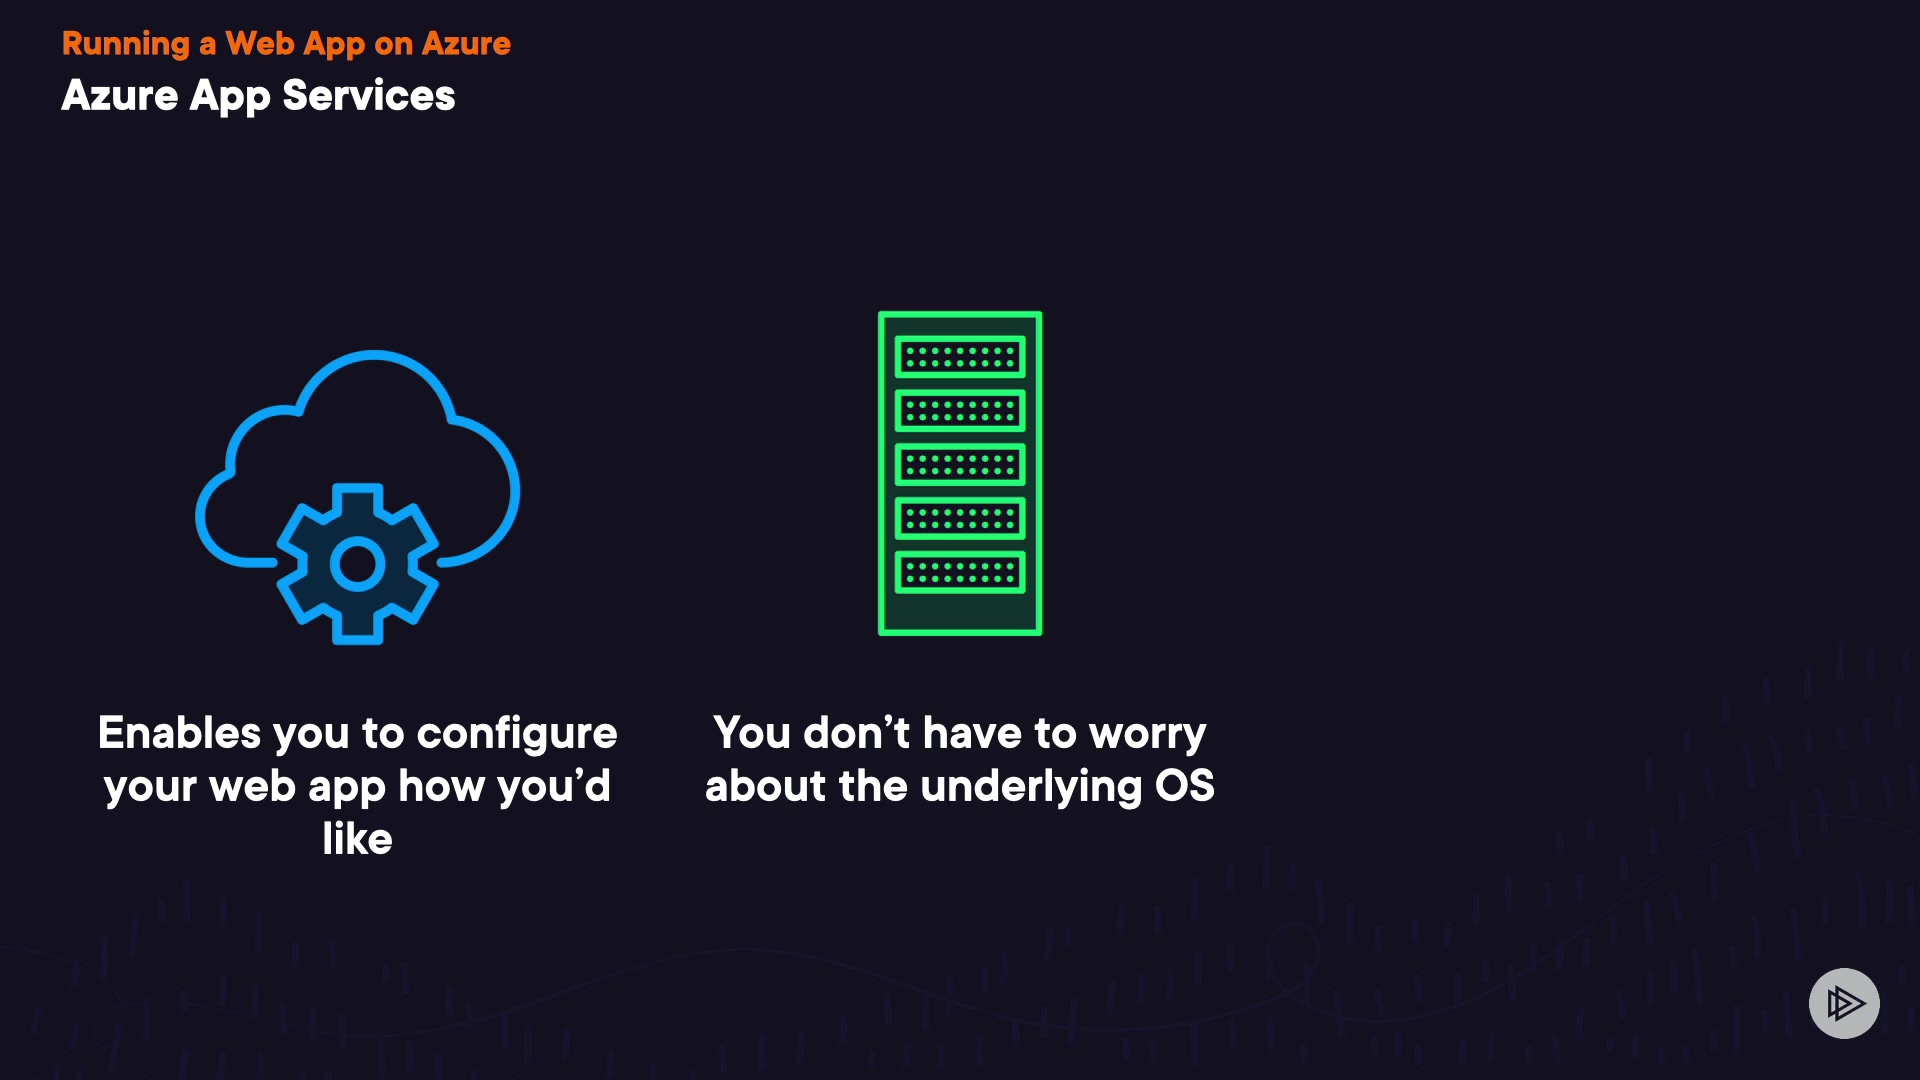 Running a Web App on Azure
Azure App Services
Enables you to configure
your web app how you’d
like
You don’t have to worry
about the underlying OS